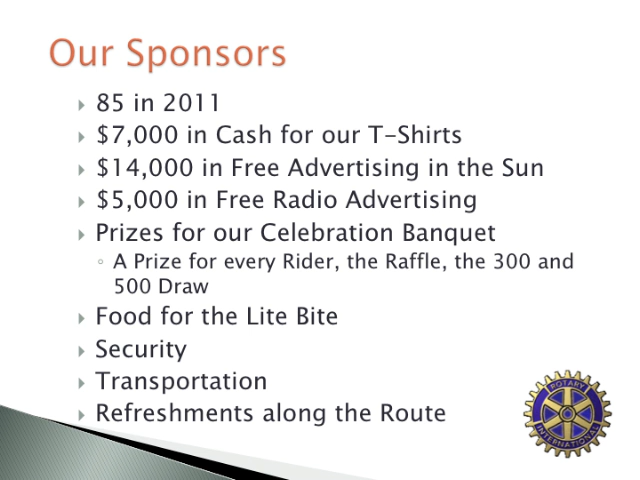 Our Sponsors
85 in 2011
$7,000 in Cash for our T-Shirts
$14,000 in Free Advertising in the Sun
$5,000 in Free Radio Advertising
Prizes for our Celebration Banquet
A Prize for every Rider, the Raffle, the 300 and
500 Draw
Food for the Lite Bite
Security
Transportation
Refreshments along the Route
ROTARY
INTERNATIONAL